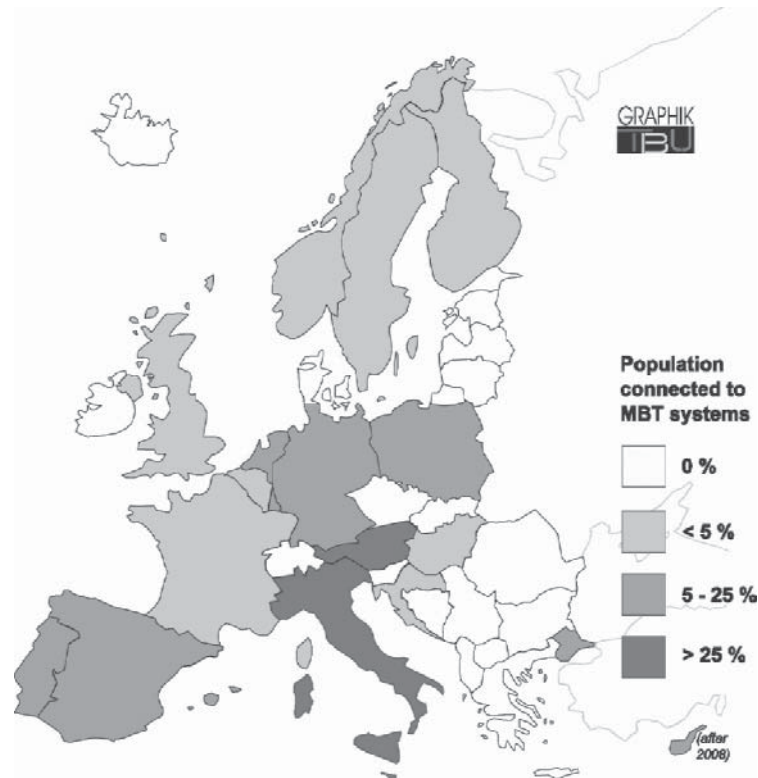 GRAPHIK
TBU
Population
connected to
MBT systems
0 %
< 5 %
5 - 25 %
> 25 %
(after
2008)